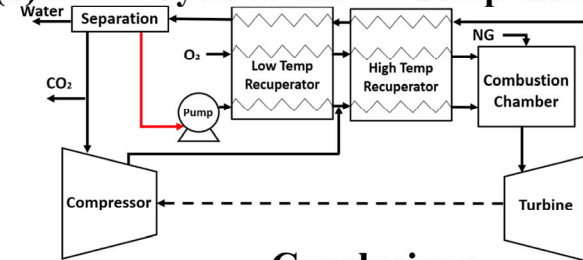 Water
Separation
NG
O₂
Low Temp
Recuperator
High Temp
Recuperator
Combustion
Chamber
CO₂
Pump
Compressor
Turbine